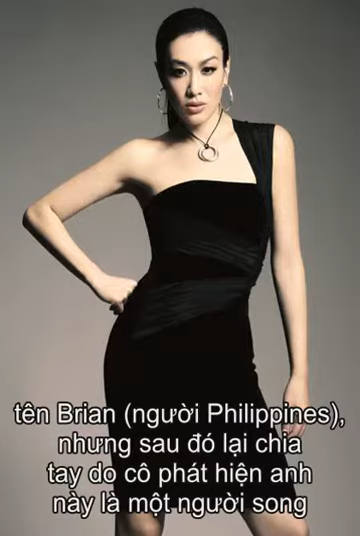 tên Brian (người Philippines),
nhưng sau đó lại chia
tay do cô phát hiện anh
này là một người song